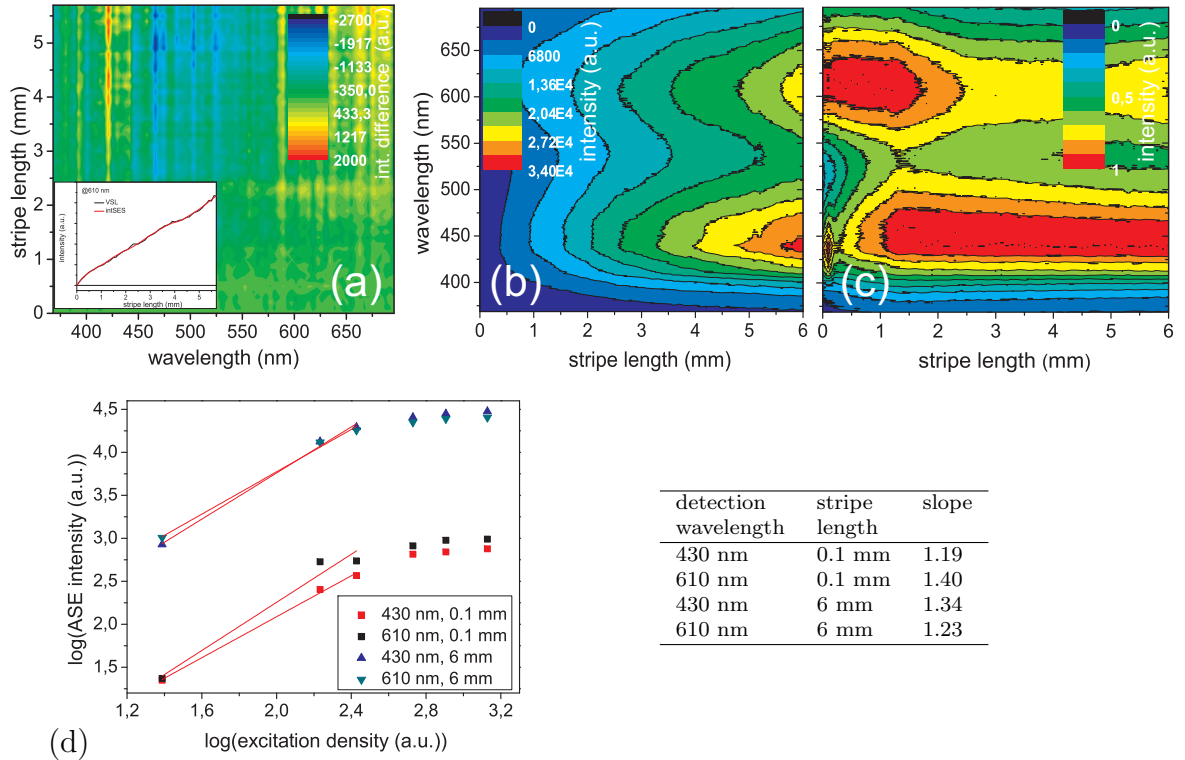 -2700
-1917
-1133
-350,0
433,3
1217
2000
int. difference (a.u.)
5
4
3
2
1
0
stripe length (mm)
400
450
500
550
600
650
wavelength (nm)
(a)
@610 nm
VSL
intSES
intensity (a.u.)
0
1
2
3
4
5
stripe length (mm)
0
6800
1,36E4
2,04E4
2,72E4
3,40E4
intensity (a.u.)
650
600
550
500
450
400
wavelength (nm)
0
1
2
3
4
5
6
stripe length (mm)
(b)
0
0,5
1
intensity (a.u.)
0
1
2
3
4
5
6
stripe length (mm)
(c)
4,5
4,0
3,5
3,0
2,5
2,0
1,5
log(ASE intensity (a.u.))
430 nm, 0.1 mm
610 nm, 0.1 mm
430 nm, 6 mm
610 nm, 6 mm
1,2
1,6
2,0
2,4
2,8
3,2
log(excitation density (a.u.))
(d)
detection stripe slope
wavelength length
430 nm 0.1 mm 1.19
610 nm 0.1 mm 1.40
430 nm 6 mm 1.34
610 nm 6 mm 1.23